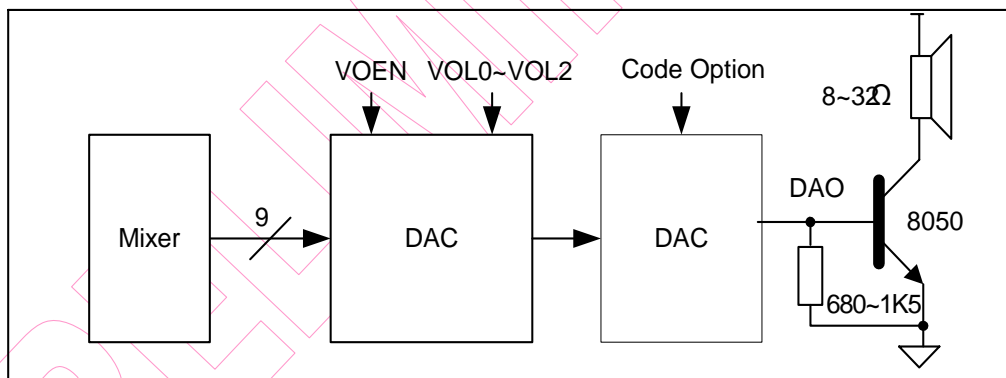 VOEN
VOL0~VOL2
Code Option
8~32Ω
Mixer
9
DAC
DAC
DAO
8050
680~1K5